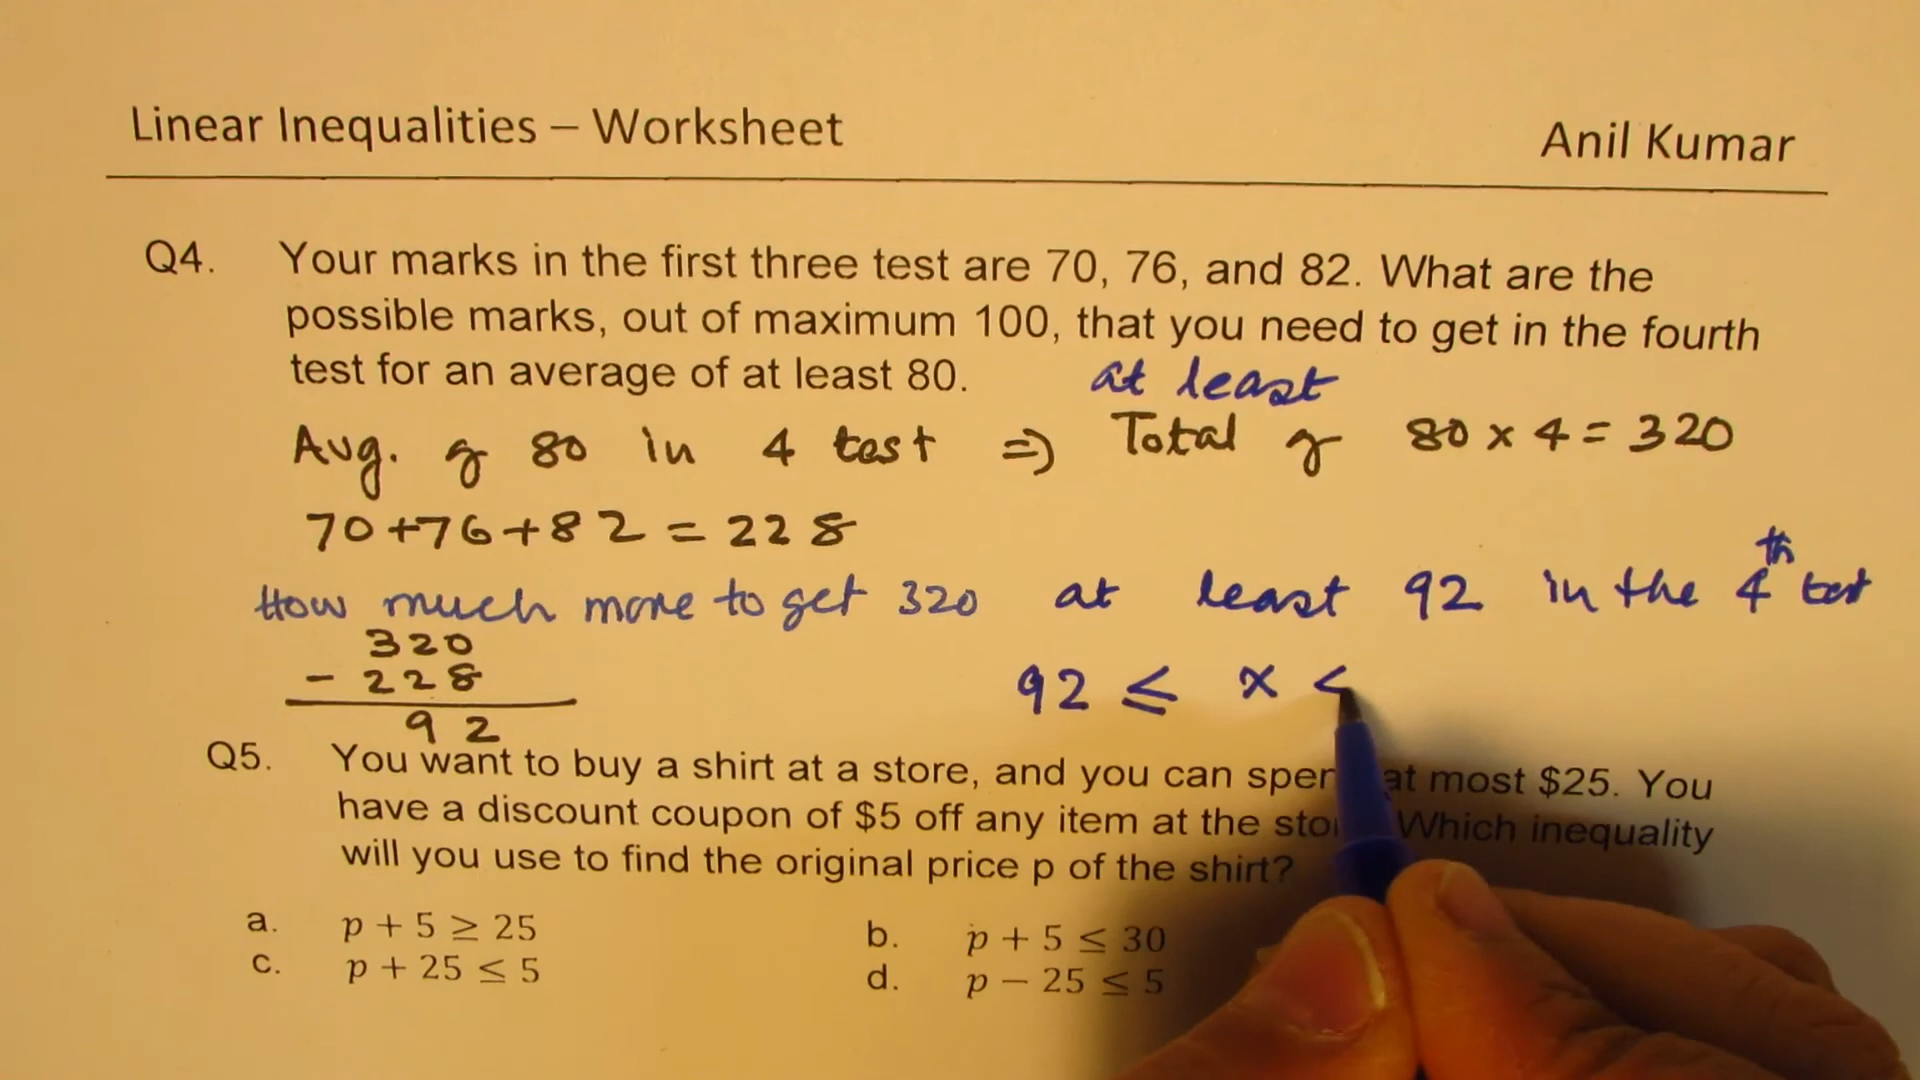 Linear Inequalities – Worksheet
Anil Kumar
Q4. Your marks in the first three test are 70, 76, and 82. What are the
possible marks, out of maximum 100, that you need to get in the fourth
test for an average of at least 80.
at least
Avg. of 80 in 4 test ⇒ Total of 80 × 4 = 320
70 + 76 + 82 = 228
How much more to get 320 at least 92 in the 4th test
320
- 228
92
92 ≤ x <
Q5. You want to buy a shirt at a store, and you can at most $25. You
have a discount coupon of $5 off any item at the Which inequality
will you use to find the original price p of the shirt?
a. p + 5 ≥ 25 b. p + 5 ≤ 30
c. p + 25 ≤ 5 d. p − 25 ≤ 5